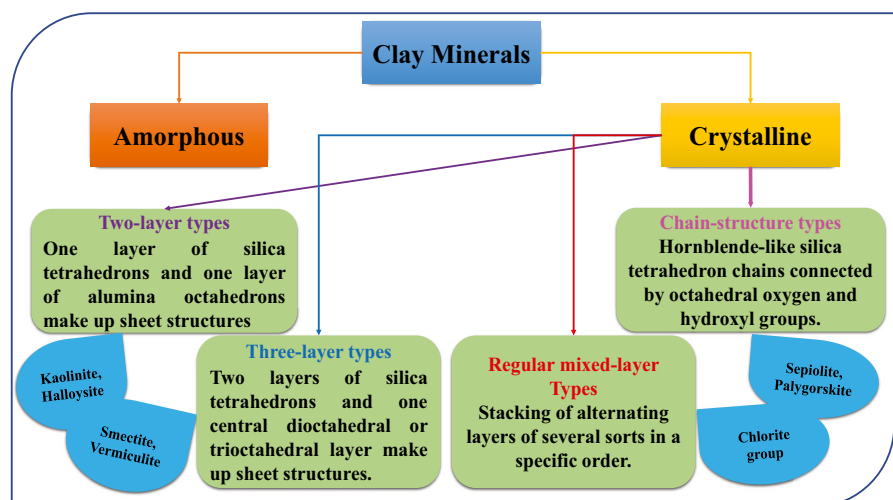 Clay Minerals
Amorphous
Crystalline
Two-layer types
One layer of silica
tetrahedrons and one layer
of alumina octahedrons
make up sheet structures
Chain-structure types
Hornblende-like silica
tetrahedron chains connected
by octahedral oxygen and
hydroxyl groups.
Kaolinite,
Halloysite
Three-layer types
Two layers of silica
tetrahedrons and one
central dioctahedral or
trioctahedral layer make
up sheet structures.
Smectite,
Vermiculite
Regular mixed-layer
Types
Stacking of alternating
layers of several sorts in a
specific order.
Sepiolite,
Palygorskite
Chlorite
group